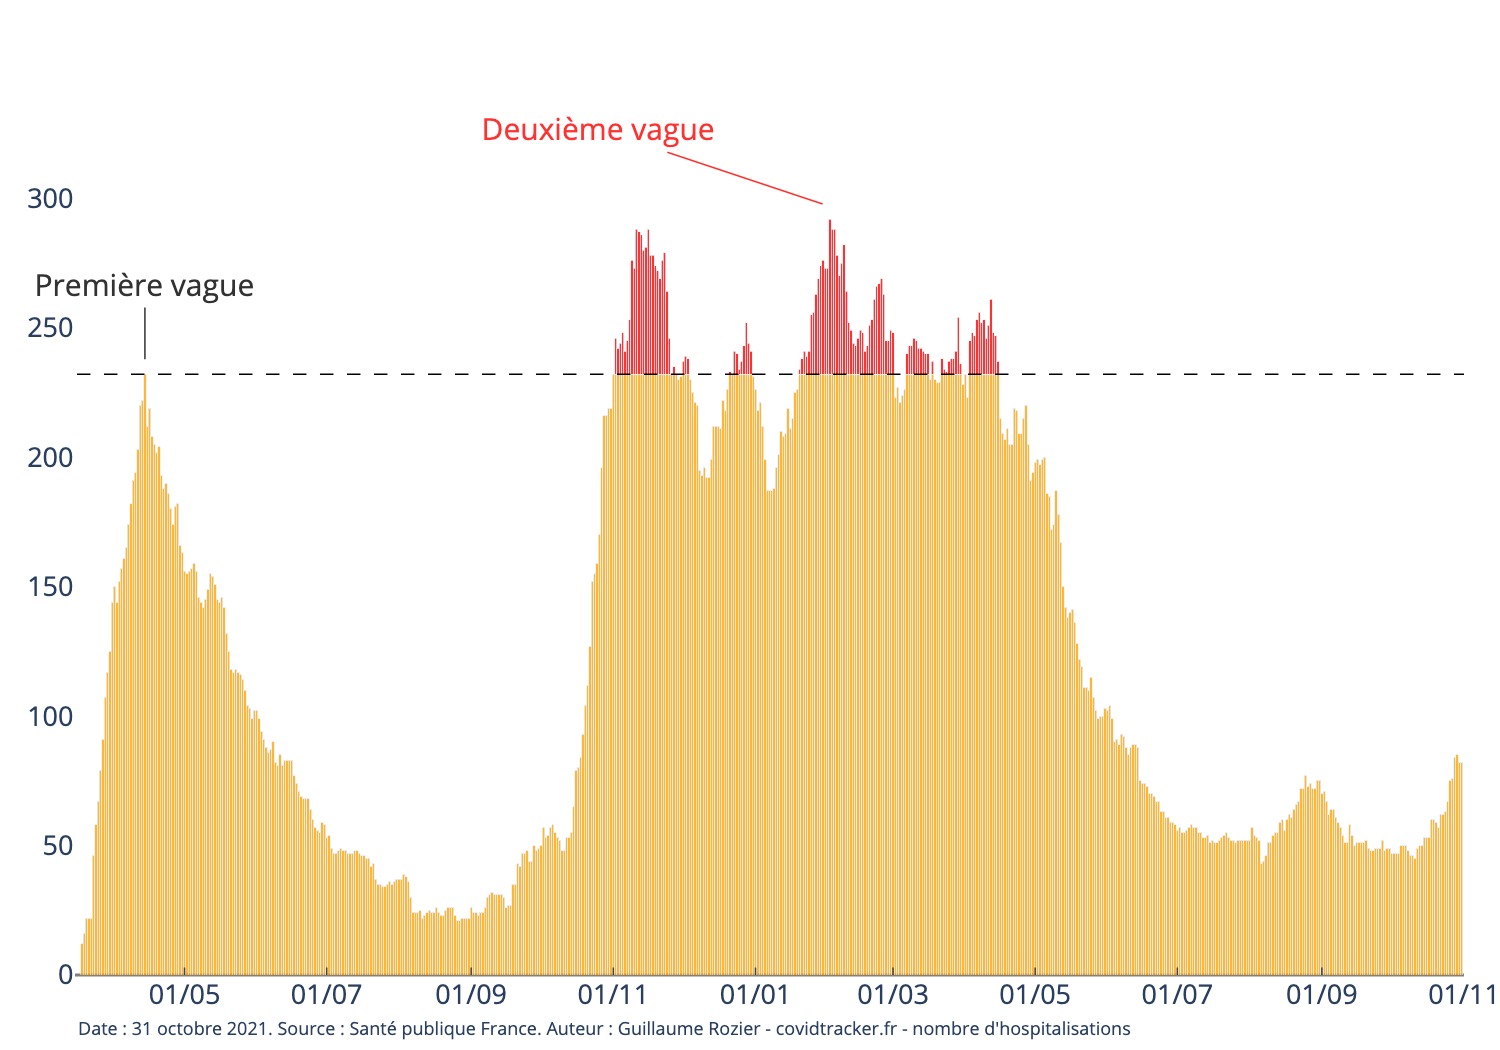 Deuxième vague
300
Première vague
250
200
150
100
50
0
01/05 01/07 01/09 01/11 01/01 01/03 01/05 01/07 01/09 01/11
Date : 31 octobre 2021. Source : Santé publique France. Auteur : Guillaume Rozier - covidtracker.fr - nombre d'hospitalisations